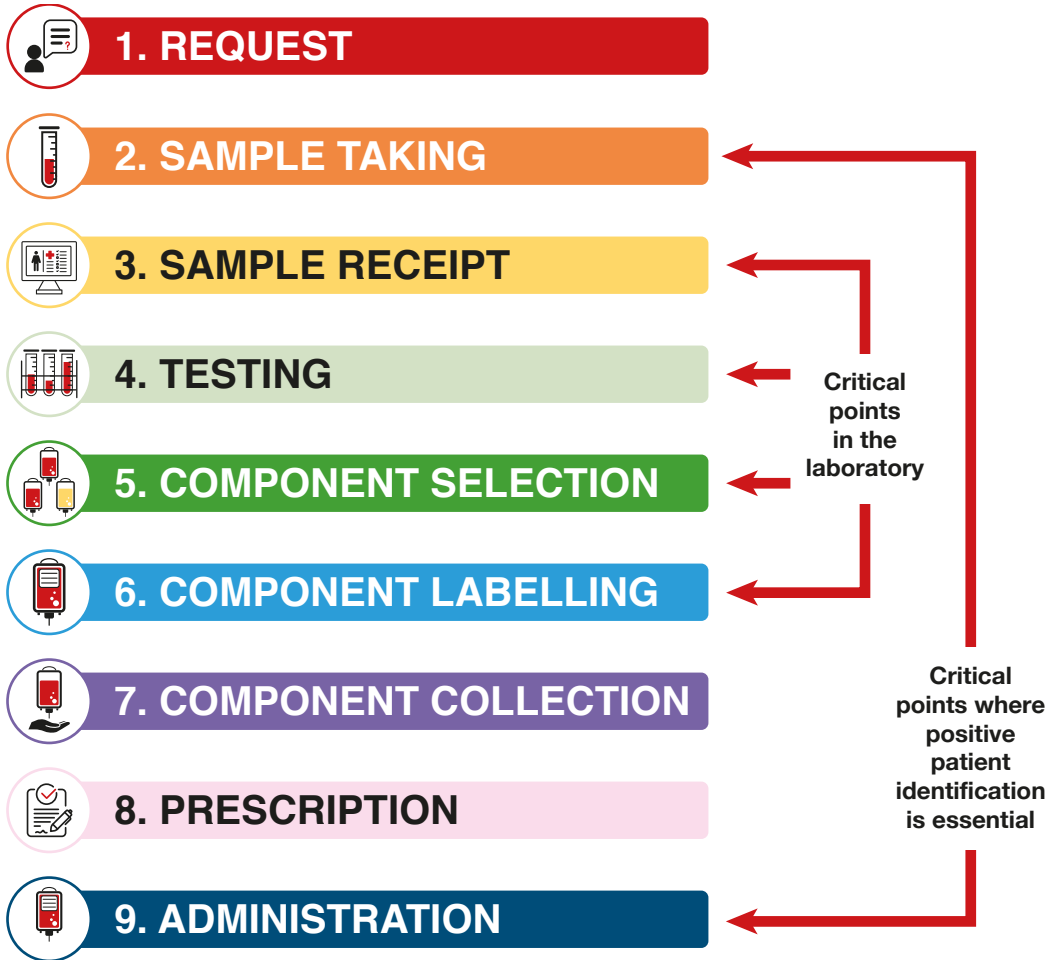 1. REQUEST
2. SAMPLE TAKING
3. SAMPLE RECEIPT
4. TESTING
5. COMPONENT SELECTION
6. COMPONENT LABELLING
7. COMPONENT COLLECTION
8. PRESCRIPTION
9. ADMINISTRATION
Critical
points
in the
laboratory
Critical
points where
positive
patient
identification
is essential